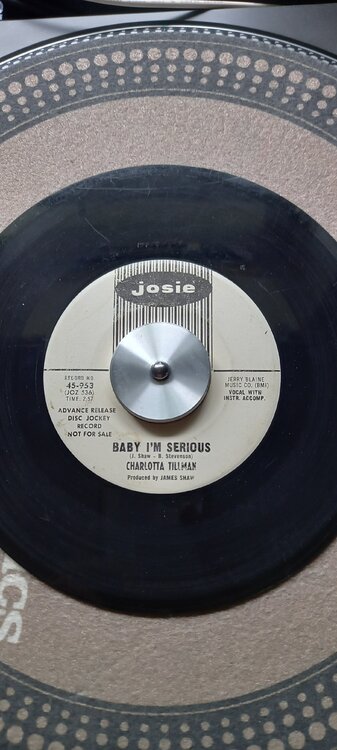 josie
RECORD NO.
45-953
(JOZ 536)
TIME: 2:57
ADVANCE RELEASE
DISC JOCKEY
RECORD
NOT FOR SALE
JERRY BLAINE
MUSIC CO. (BMI)
VOCAL WITH
INSTR. ACCOMP.
BABY I'M SERIOUS
(J. Shaw - B. Stevenson)
CHARLOTTA TILLMAN
Produced by JAMES SHAW
ICS